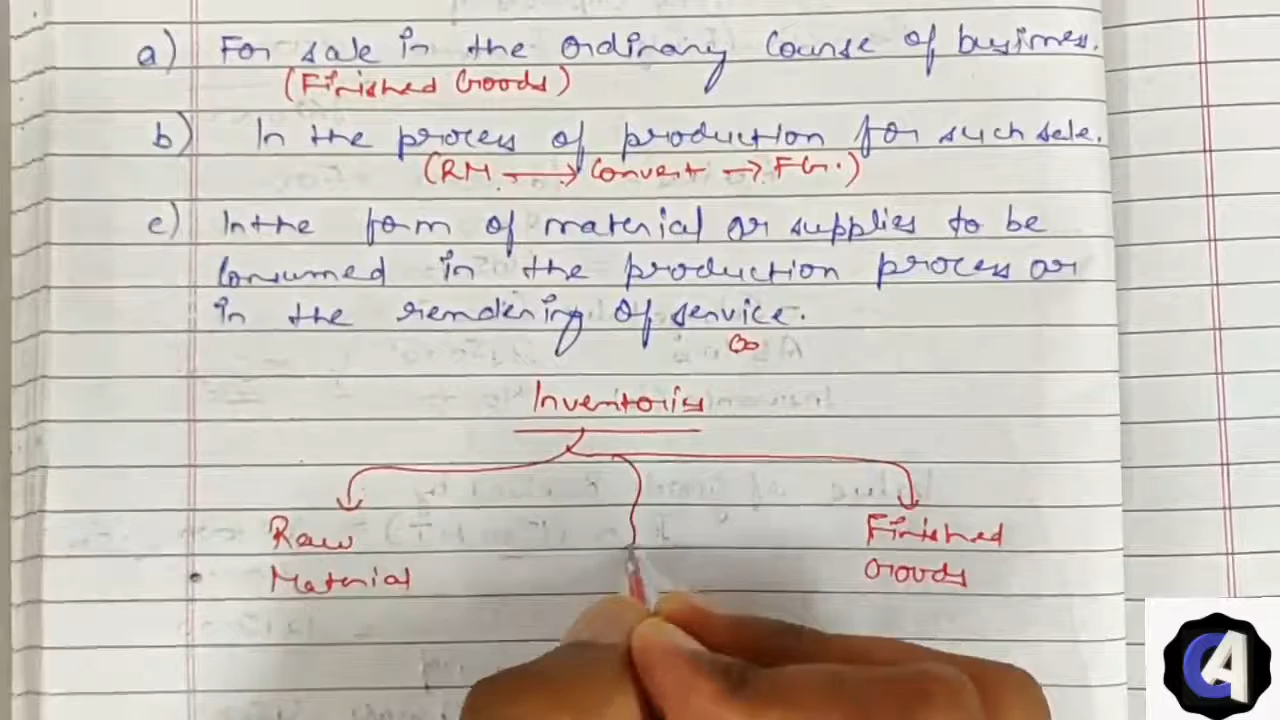 a) For sale in the ordinary Course of business.
(Finished Goods)
b) In the process of production for such sale.
(RM → Convert → FG.)
c) In the form of material or supplies to be
Consumed in the production process or
in the rendering of service.
Inventories
Raw Finished
Material Goods
CA